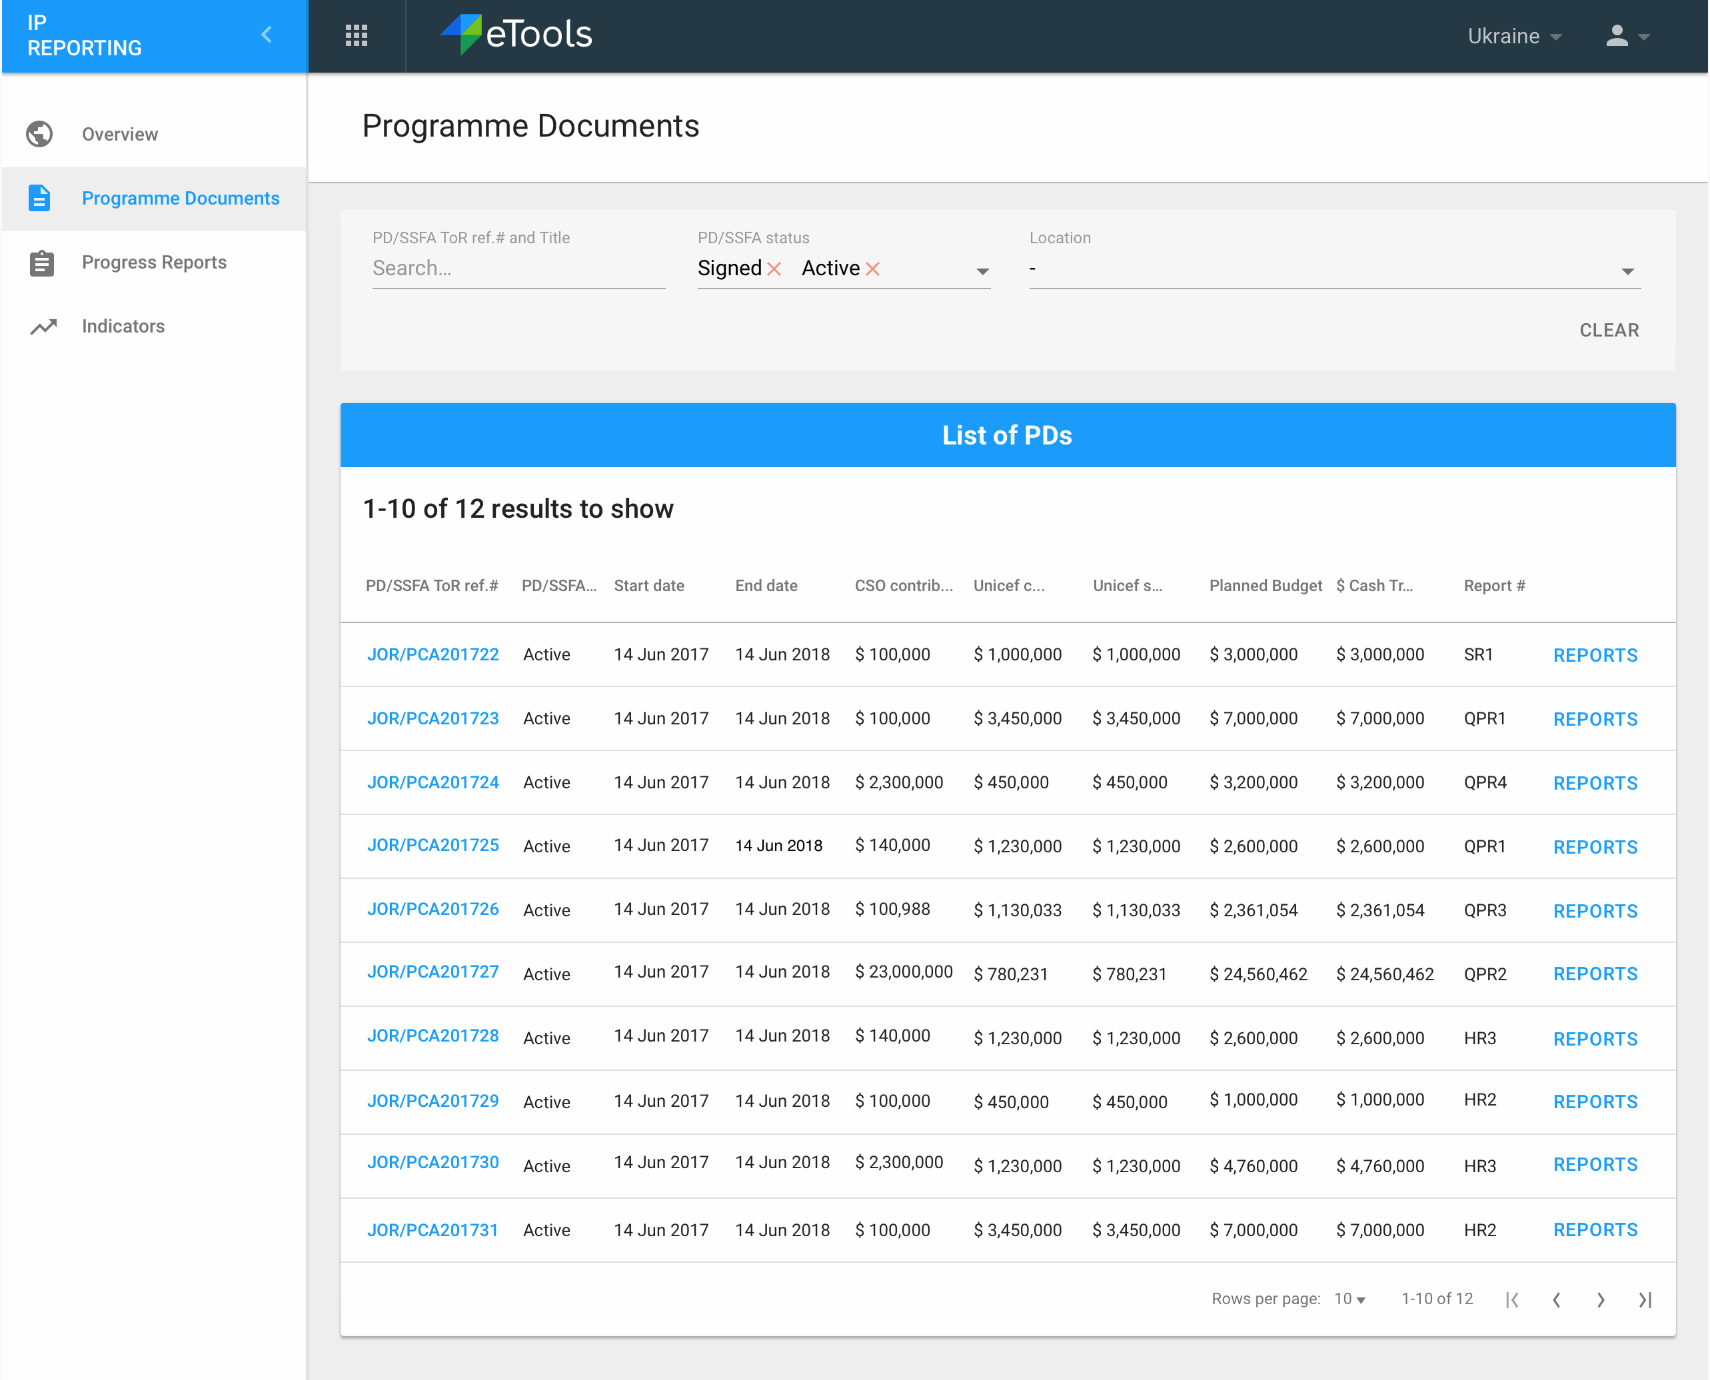 IP
REPORTING
eTools
Ukraine
Overview
Programme Documents
Progress Reports
Indicators
Programme Documents
PD/SSFA ToR ref.# and Title PD/SSFA status Location
Search... Signed Active -
CLEAR
List of PDs
1-10 of 12 results to show
PD/SSFA ToR ref.# PD/SSFA... Start date End date CSO contrib... Unicef c... Unicef s... Planned Budget $ Cash Tr... Report #
JOR/PCA201722 Active 14 Jun 2017 14 Jun 2018 $ 100,000 $ 1,000,000 $ 1,000,000 $ 3,000,000 $ 3,000,000 SR1 REPORTS
JOR/PCA201723 Active 14 Jun 2017 14 Jun 2018 $ 100,000 $ 3,450,000 $ 3,450,000 $ 7,000,000 $ 7,000,000 QPR1 REPORTS
JOR/PCA201724 Active 14 Jun 2017 14 Jun 2018 $ 2,300,000 $ 450,000 $ 450,000 $ 3,200,000 $ 3,200,000 QPR4 REPORTS
JOR/PCA201725 Active 14 Jun 2017 14 Jun 2018 $ 140,000 $ 1,230,000 $ 1,230,000 $ 2,600,000 $ 2,600,000 QPR1 REPORTS
JOR/PCA201726 Active 14 Jun 2017 14 Jun 2018 $ 100,988 $ 1,130,033 $ 1,130,033 $ 2,361,054 $ 2,361,054 QPR3 REPORTS
JOR/PCA201727 Active 14 Jun 2017 14 Jun 2018 $ 23,000,000 $ 780,231 $ 780,231 $ 24,560,462 $ 24,560,462 QPR2 REPORTS
JOR/PCA201728 Active 14 Jun 2017 14 Jun 2018 $ 140,000 $ 1,230,000 $ 1,230,000 $ 2,600,000 $ 2,600,000 HR3 REPORTS
JOR/PCA201729 Active 14 Jun 2017 14 Jun 2018 $ 100,000 $ 450,000 $ 450,000 $ 1,000,000 $ 1,000,000 HR2 REPORTS
JOR/PCA201730 Active 14 Jun 2017 14 Jun 2018 $ 2,300,000 $ 1,230,000 $ 1,230,000 $ 4,760,000 $ 4,760,000 HR3 REPORTS
JOR/PCA201731 Active 14 Jun 2017 14 Jun 2018 $ 100,000 $ 3,450,000 $ 3,450,000 $ 7,000,000 $ 7,000,000 HR2 REPORTS
Rows per page: 10 1-10 of 12